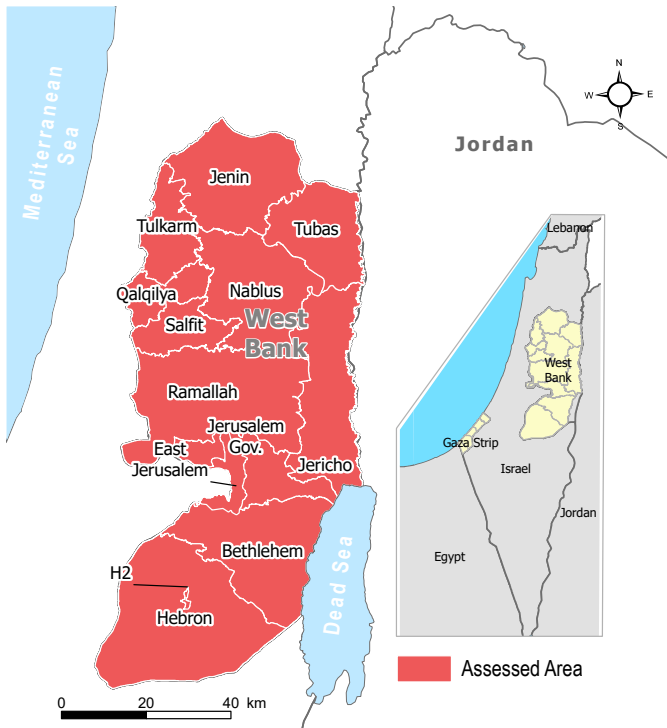 Mediterranean
Sea
N
W
E
S
Jordan
Jenin
Tulkarm
Tubas
Qalqilya
Nablus
Salfit
West
Bank
Ramallah
Jerusalem
Gov.
East
Jerusalem
Jericho
Bethlehem
H2
Hebron
Dead Sea
Lebanon
West
Bank
Gaza Strip
Israel
Jordan
Egypt
Assessed Area
0 20 40 km